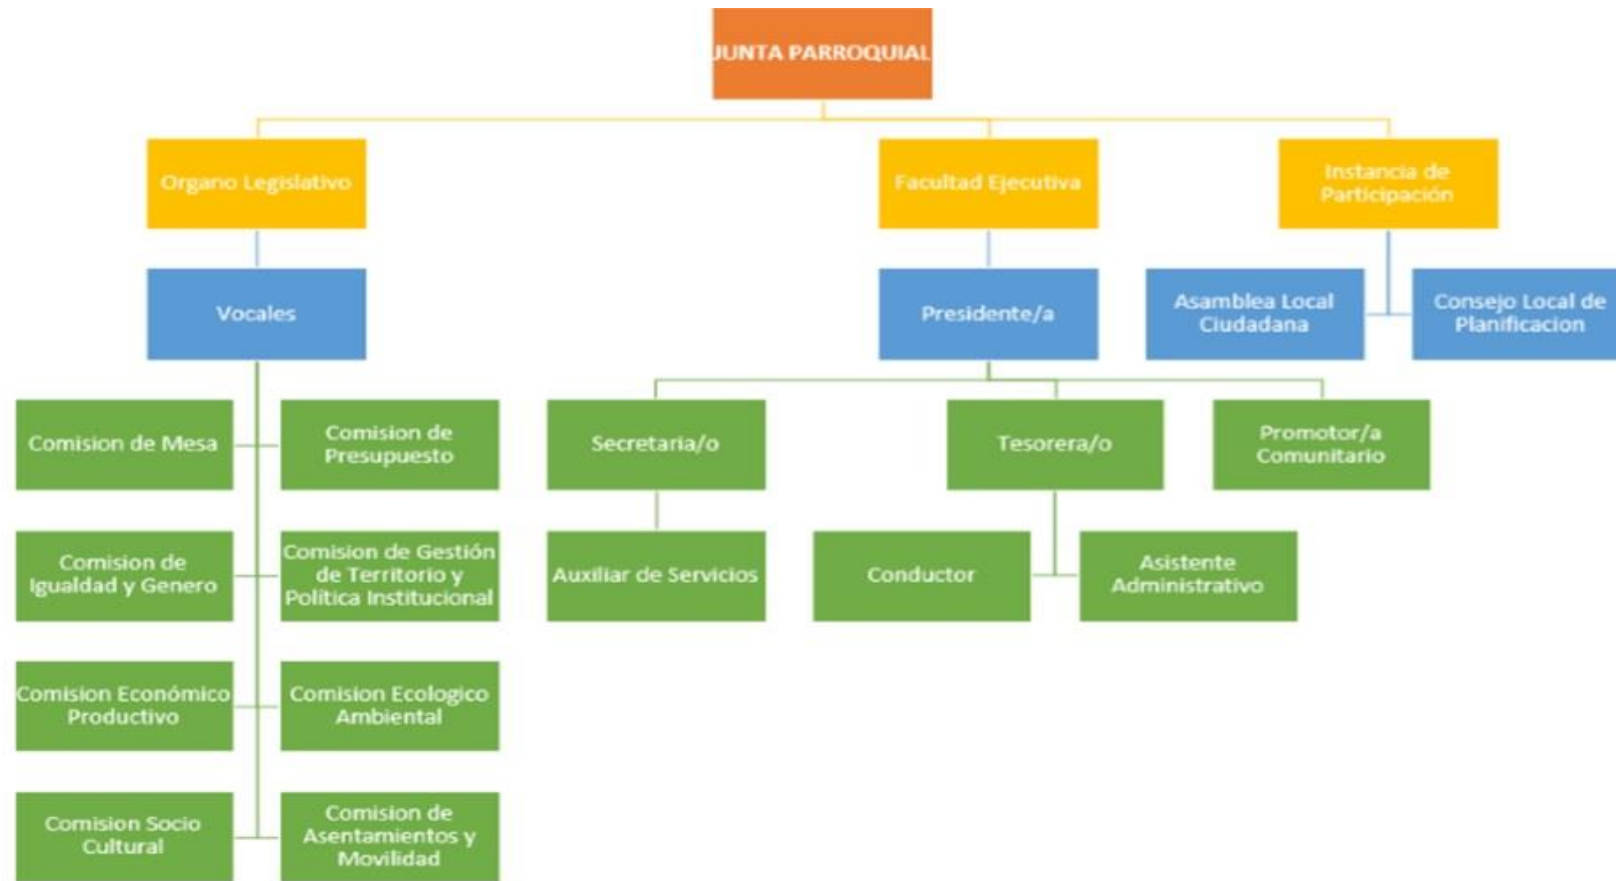 JUNTA PARROQUIAL
Organo Legislativo
Facultad Ejecutiva
Instancia de
Participación
Vocales
Presidente/a
Asamblea Local
Ciudadana
Consejo Local de
Planificacion
Comision de Mesa
Comision de
Presupuesto
Secretaria/o
Tesorera/o
Promotor/a
Comunitario
Comision de
Igualdad y Genero
Comision de Gestión
de Territorio y
Política Institucional
Auxiliar de Servicios
Conductor
Asistente
Administrativo
Comision Económico
Productivo
Comision Ecologico
Ambiental
Comision Socio
Cultural
Comision de
Asentamientos y
Movilidad